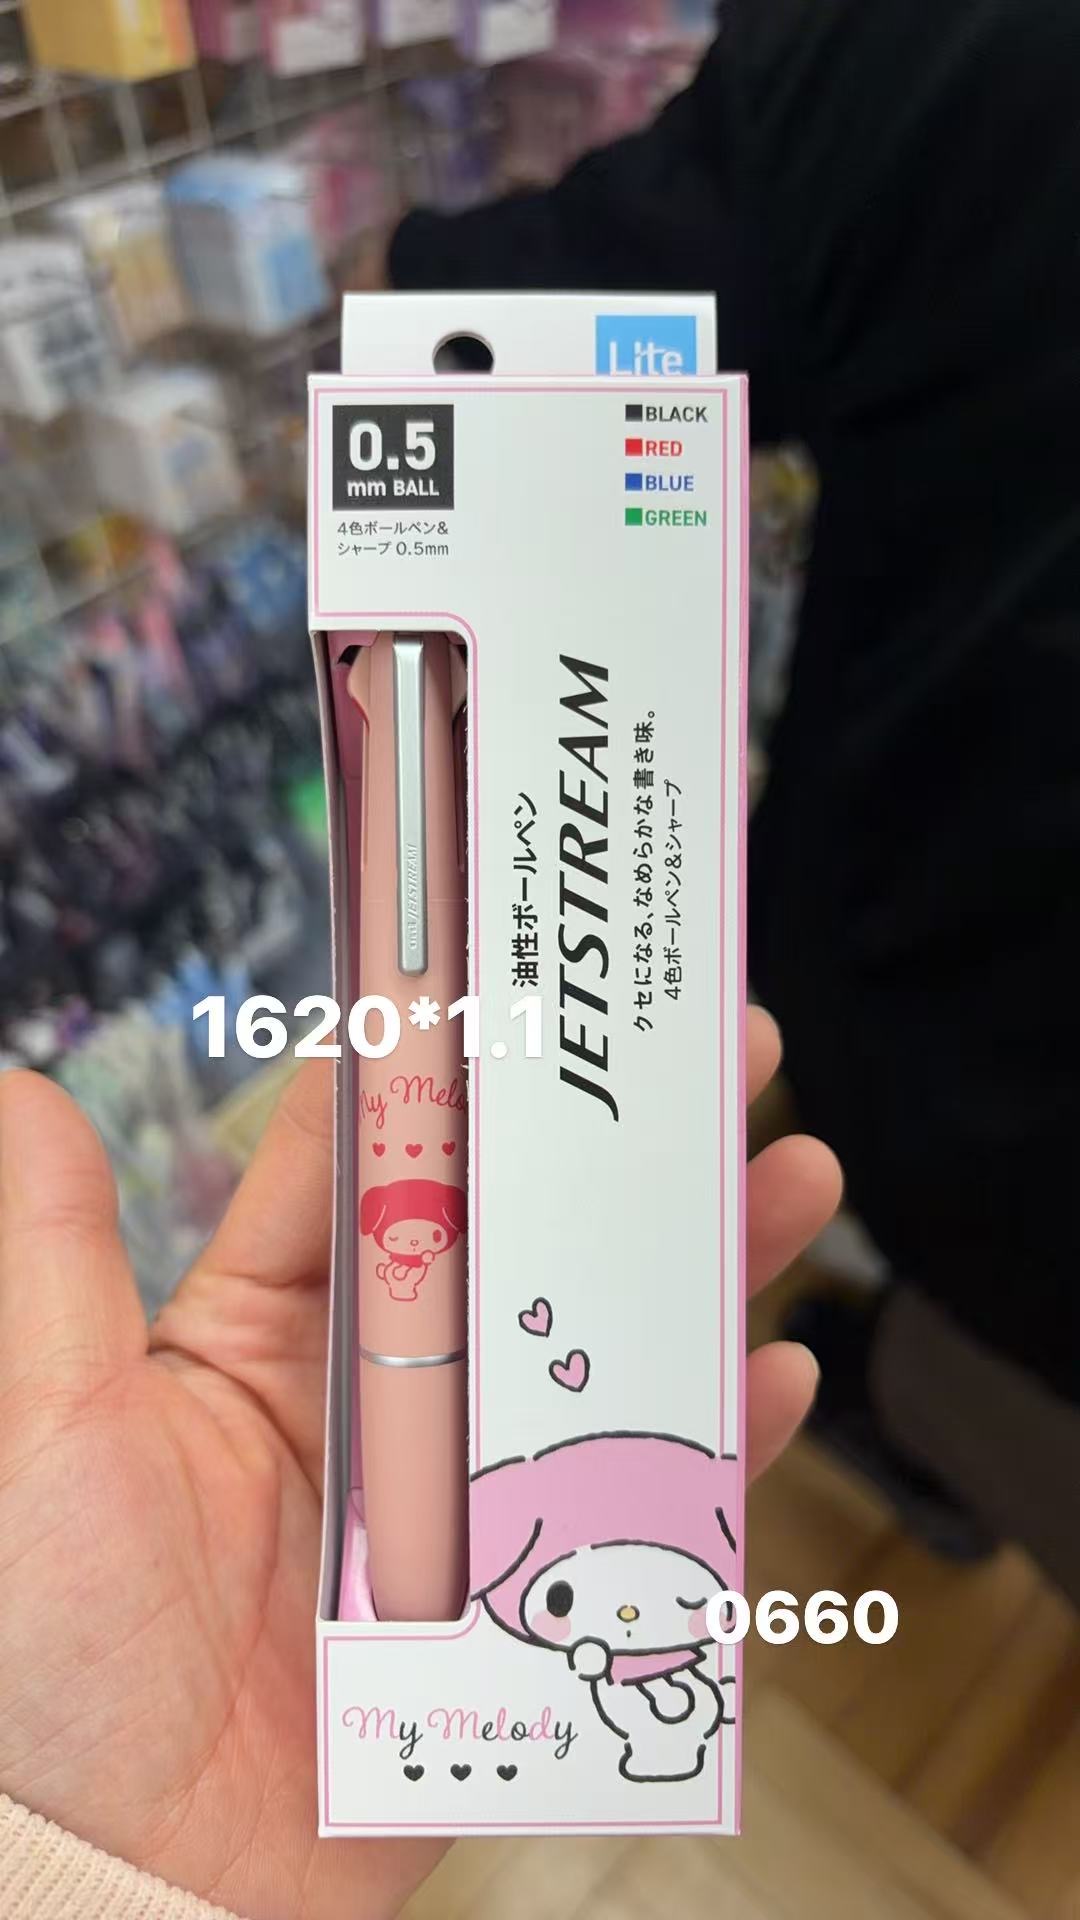 Lite
0.5
mm BALL
4色ボールペン&
シャープ 0.5mm
BLACK
RED
BLUE
GREEN
油性ボールペン
JETSTREAM
クセになる、なめらかな書き味。
4色ボールペン&シャープ
uni JETSTREAM
1620*1.1
My Melo
0660
My Melody